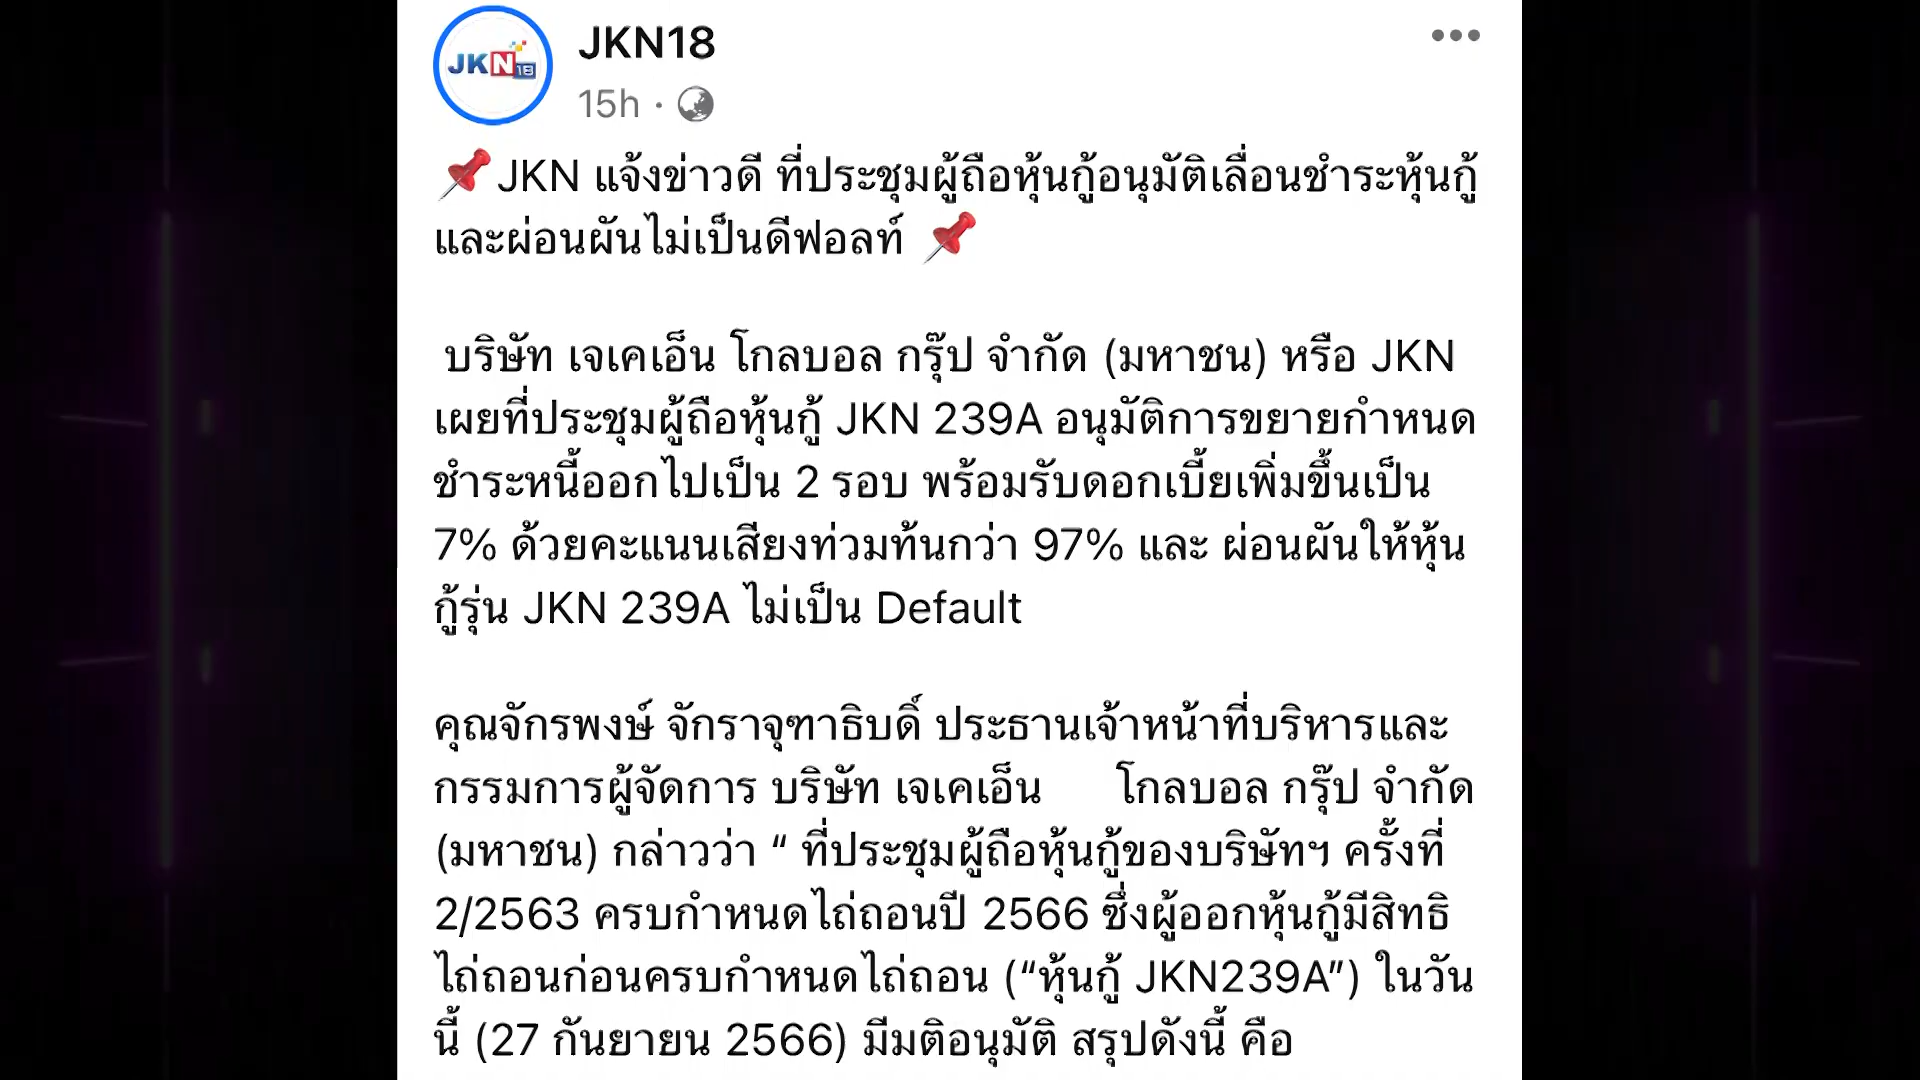 JKN18
JKN18
15h ·
JKN แจ้งข่าวดี ที่ประชุมผู้ถือหุ้นกู้อนุมัติเลื่อนชำระหุ้นกู้
และผ่อนผันไม่เป็นดีฟอลท์
บริษัท เจเคเอ็น โกลบอล กรุ๊ป จำกัด (มหาชน) หรือ JKN
เผยที่ประชุมผู้ถือหุ้นกู้ JKN 239A อนุมัติการขยายกำหนด
ชำระหนี้ออกไปเป็น 2 รอบ พร้อมรับดอกเบี้ยเพิ่มขึ้นเป็น
7% ด้วยคะแนนเสียงท่วมท้นกว่า 97% และ ผ่อนผันให้หุ้น
กู้รุ่น JKN 239A ไม่เป็น Default
คุณจักรพงษ์ จักราจุฑาธิบดิ์ ประธานเจ้าหน้าที่บริหารและ
กรรมการผู้จัดการ บริษัท เจเคเอ็น โกลบอล กรุ๊ป จำกัด
(มหาชน) กล่าวว่า “ ที่ประชุมผู้ถือหุ้นกู้ของบริษัทฯ ครั้งที่
2/2563 ครบกำหนดไถ่ถอนปี 2566 ซึ่งผู้ออกหุ้นกู้มีสิทธิ
ไถ่ถอนก่อนครบกำหนดไถ่ถอน (“หุ้นกู้ JKN239A”) ในวัน
นี้ (27 กันยายน 2566) มีมติอนุมัติ สรุปดังนี้ คือ